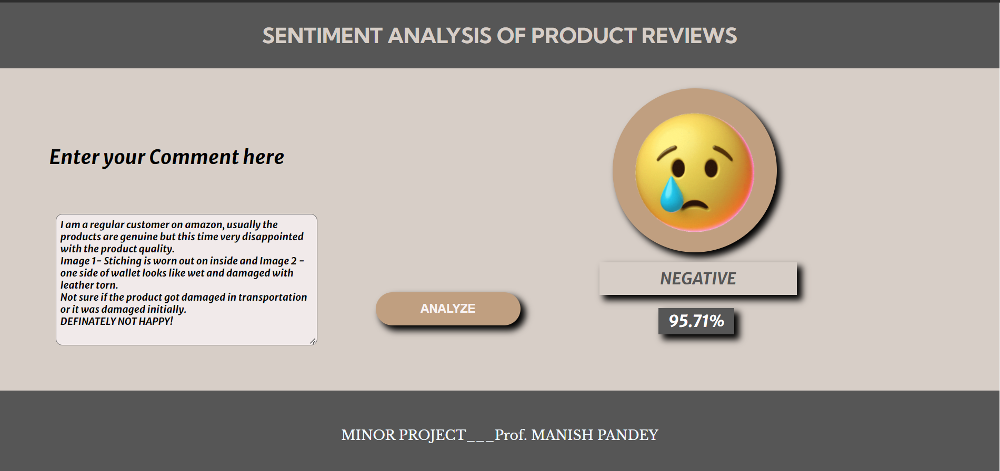 SENTIMENT ANALYSIS OF PRODUCT REVIEWS
Enter your Comment here
I am a regular customer on amazon, usually the
products are genuine but this time very disappointed
with the product quality.
Image 1- Stiching is worn out on inside and Image 2 -
one side of wallet looks like wet and damaged with
leather torn.
Not sure if the product got damaged in transportation
or it was damaged initially.
DEFINATELY NOT HAPPY!
ANALYZE
NEGATIVE
95.71%
MINOR PROJECT___Prof. MANISH PANDEY